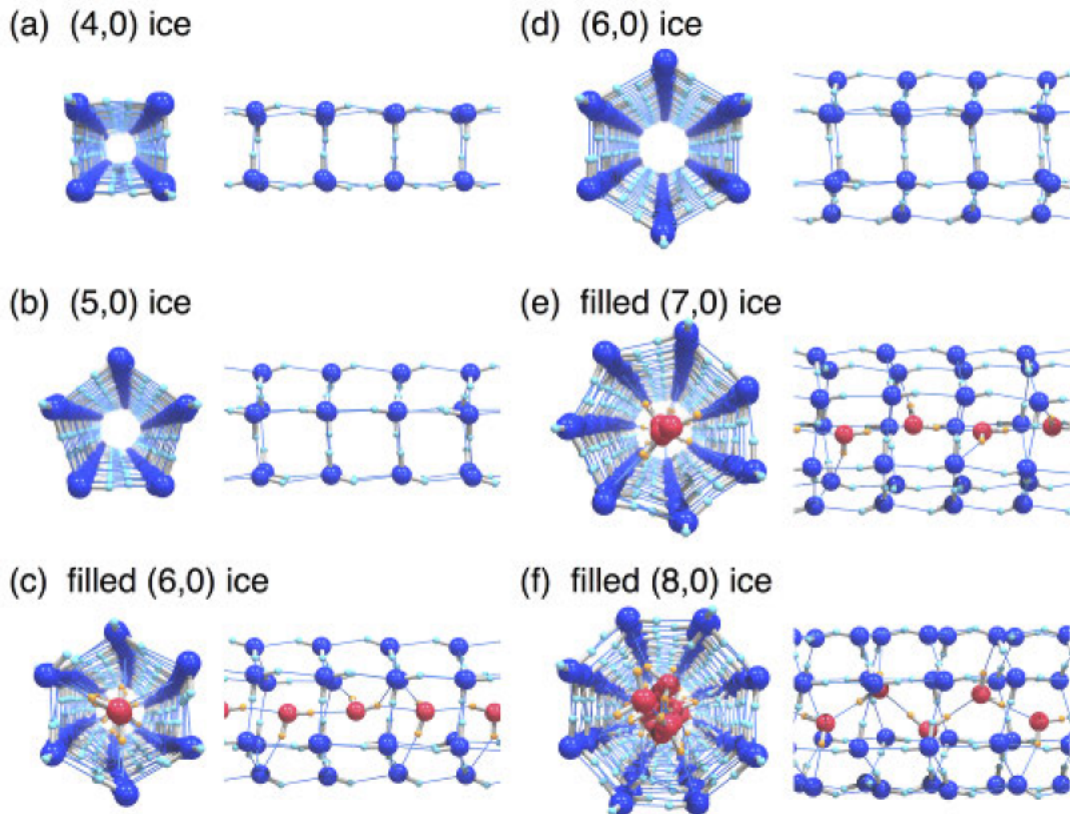 (a) (4,0) ice
(b) (5,0) ice
(c) filled (6,0) ice
(d) (6,0) ice
(e) filled (7,0) ice
(f) filled (8,0) ice